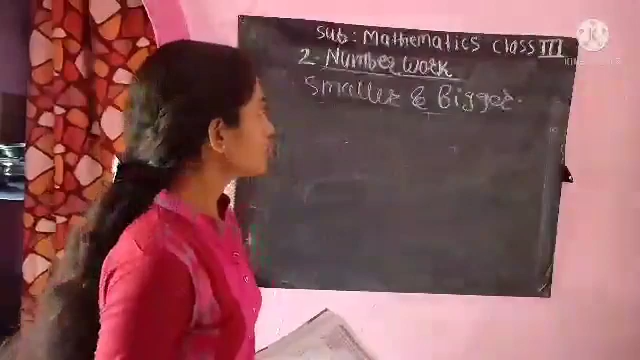 Sub: Mathematics Class III
2. Number work
Smaller & Bigger.